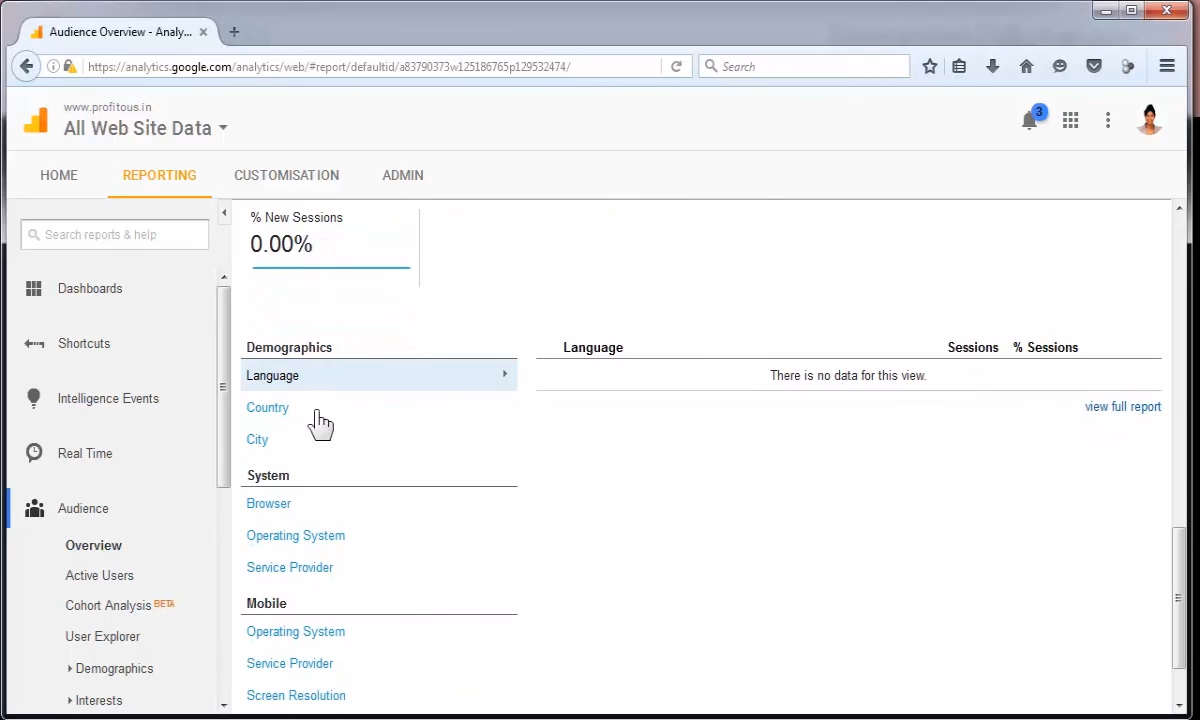 Audience Overview - Analy...
https://analytics.google.com/analytics/web/#report/defaultid/a83790373w125186765p129532474/
Search
www.profitous.in
All Web Site Data
3
HOME
REPORTING
CUSTOMISATION
ADMIN
Search reports & help
Dashboards
Shortcuts
Intelligence Events
Real Time
Audience
Overview
Active Users
Cohort Analysis BETA
User Explorer
Demographics
Interests
% New Sessions
0.00%
Demographics
Language
Country
City
System
Browser
Operating System
Service Provider
Mobile
Operating System
Service Provider
Screen Resolution
Language Sessions % Sessions
There is no data for this view.
view full report